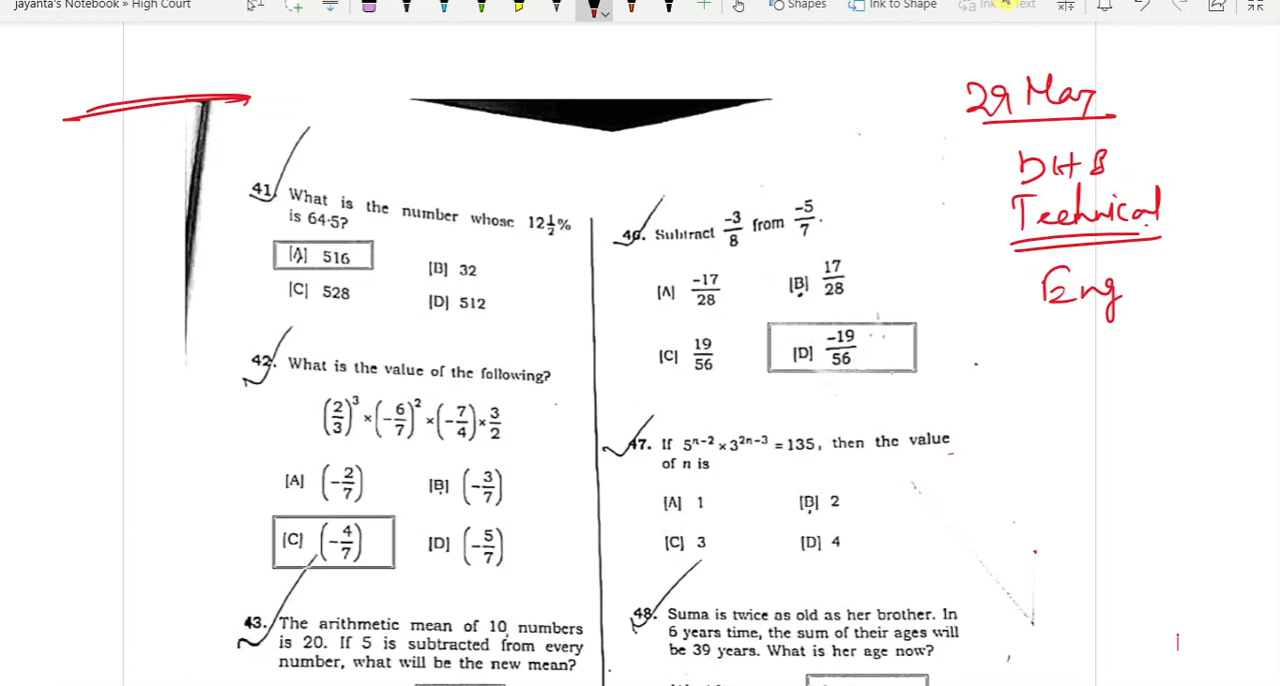 jayanta's Notebook » High Court
Shapes
Ink to Shape
Ink to Text
29 Mar
DHB
Technical
Eng
41. What is the number whose 12 1/2 %
is 64·5?
[A] 516
[B] 32
[C] 528
[D] 512
42. What is the value of the following?
(2/3)³ × (-6/7)² × (-7/4) × 3/2
[A] (-2/7)
[B] (-3/7)
[C] (-4/7)
[D] (-5/7)
43. The arithmetic mean of 10 numbers
is 20. If 5 is subtracted from every
number, what will be the new mean?
46. Subtract -3/8 from -5/7.
[A] -17/28
[B] 17/28
[C] 19/56
[D] -19/56
47. If 5ⁿ⁻² × 3²ⁿ⁻³ = 135, then the value
of n is
[A] 1
[B] 2
[C] 3
[D] 4
48. Suma is twice as old as her brother. In
6 years time, the sum of their ages will
be 39 years. What is her age now?